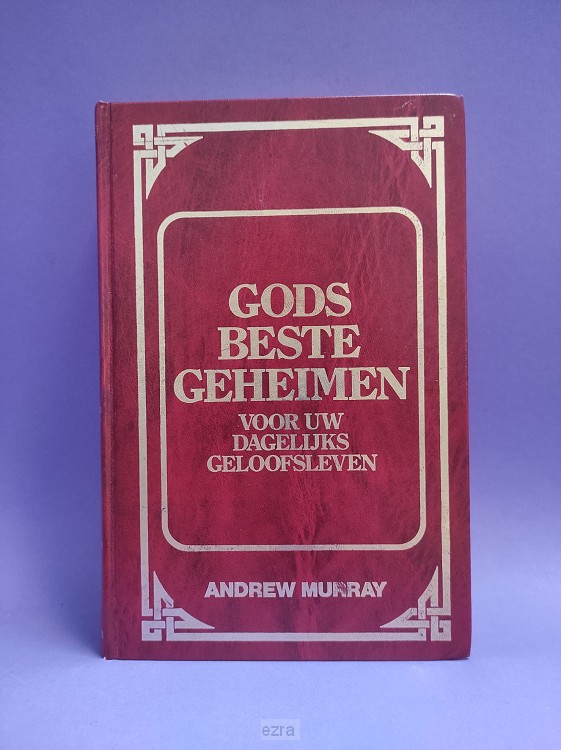 GODS
BESTE
GEHEIMEN
VOOR UW
DAGELIJKS
GELOOFSLEVEN
ANDREW MURRAY
ezra